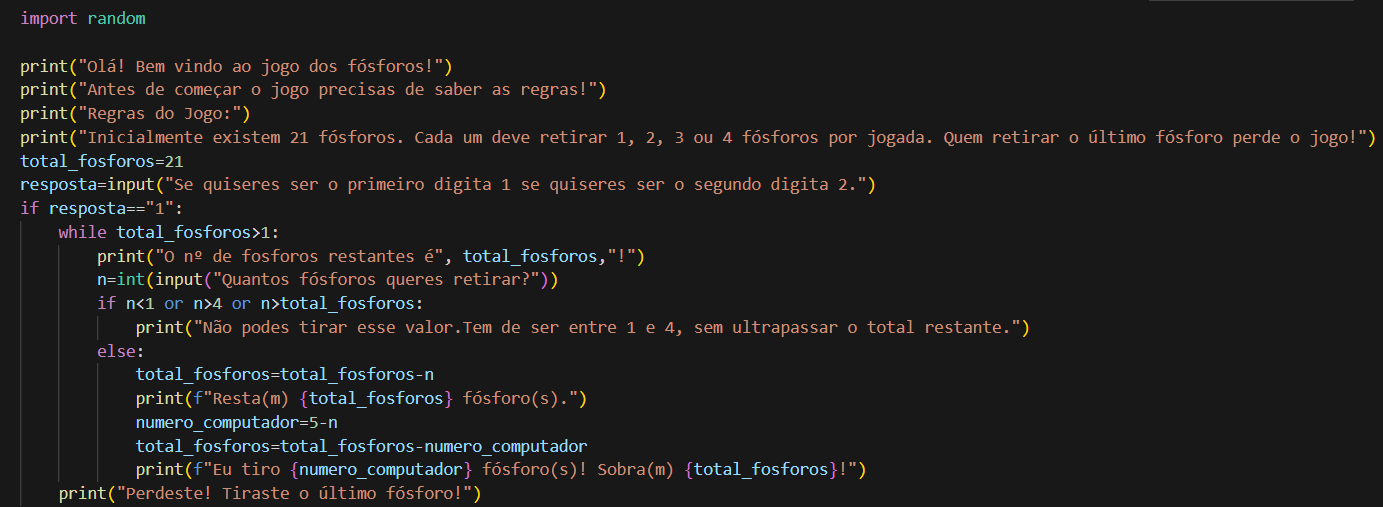 import random
print("Olá! Bem vindo ao jogo dos fósforos!")
print("Antes de começar o jogo precisas de saber as regras!")
print("Regras do Jogo:")
print("Inicialmente existem 21 fósforos. Cada um deve retirar 1, 2, 3 ou 4 fósforos por jogada. Quem retirar o último fósforo perde o jogo!")
total_fosforos=21
resposta=input("Se quiseres ser o primeiro digita 1 se quiseres ser o segundo digita 2.")
if resposta=="1":
    while total_fosforos>1:
        print("O nº de fosforos restantes é", total_fosforos,"!")
        n=int(input("Quantos fósforos queres retirar?"))
        if n<1 or n>4 or n>total_fosforos:
            print("Não podes tirar esse valor.Tem de ser entre 1 e 4, sem ultrapassar o total restante.")
        else:
            total_fosforos=total_fosforos-n
            print(f"Resta(m) {total_fosforos} fósforo(s).")
            numero_computador=5-n
            total_fosforos=total_fosforos-numero_computador
            print(f"Eu tiro {numero_computador} fósforo(s)! Sobra(m) {total_fosforos}!")
    print("Perdeste! Tiraste o último fósforo!")